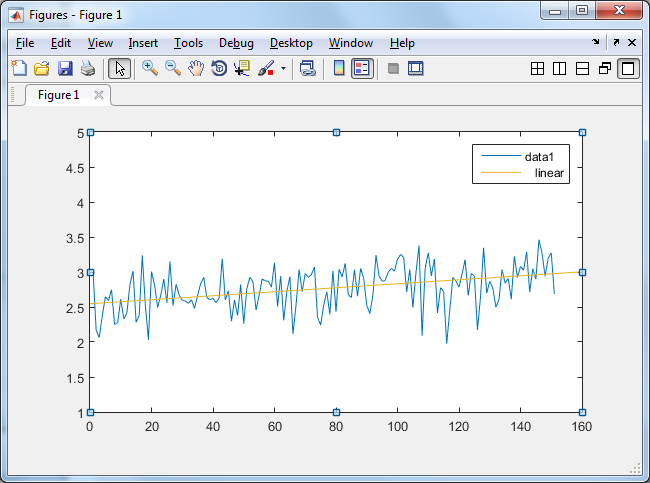 Figures - Figure 1
File Edit View Insert Tools Debug Desktop Window Help
Figure 1
5
4.5
4
3.5
3
2.5
2
1.5
1
0 20 40 60 80 100 120 140 160
data1
linear